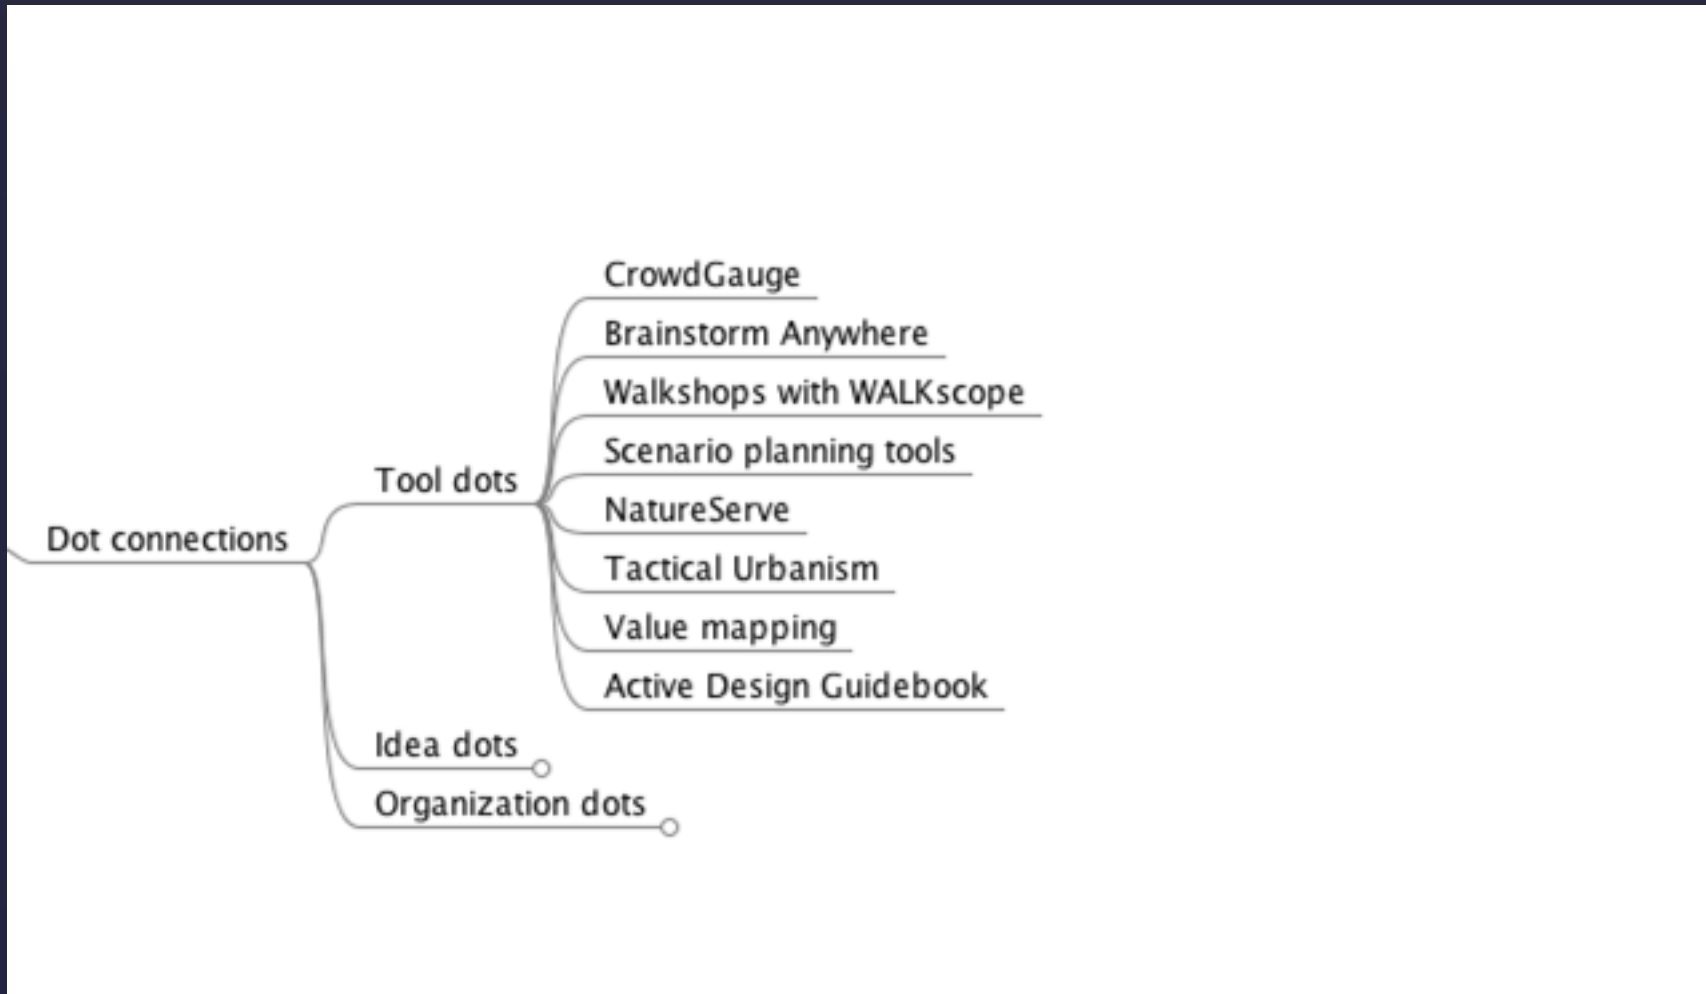 Dot connections
Tool dots
CrowdGauge
Brainstorm Anywhere
Walkshops with WALKscope
Scenario planning tools
NatureServe
Tactical Urbanism
Value mapping
Active Design Guidebook
Idea dots
Organization dots